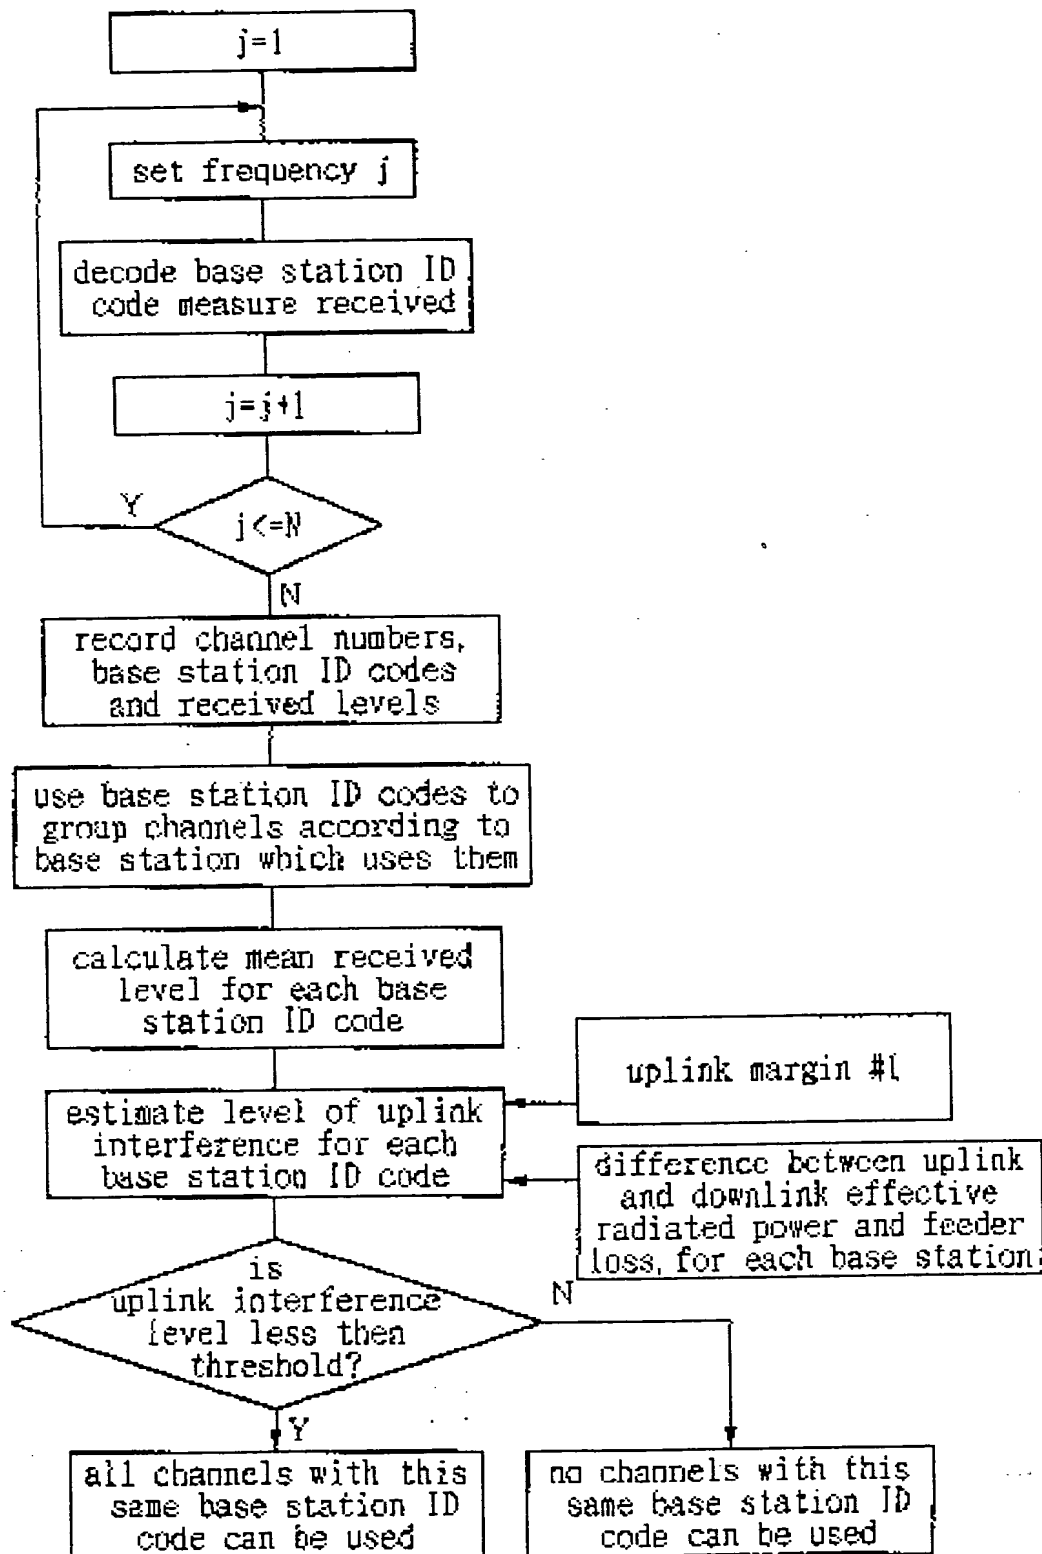 j=1
set frequency j
decode base station ID
code measure received
j=j+1
Y
j<=N
N
record channel numbers,
base station ID codes
and received levels
use base station ID codes to
group channels according to
base station which uses them
calculate mean received
level for each base
station ID code
uplink margin #1
estimate level of uplink
interference for each
base station ID code
difference between uplink
and downlink effective
radiated power and feeder
loss, for each base station
is
uplink interference
level less then
threshold?
N
Y
all channels with this
same base station ID
code can be used
no channels with this
same base station ID
code can be used